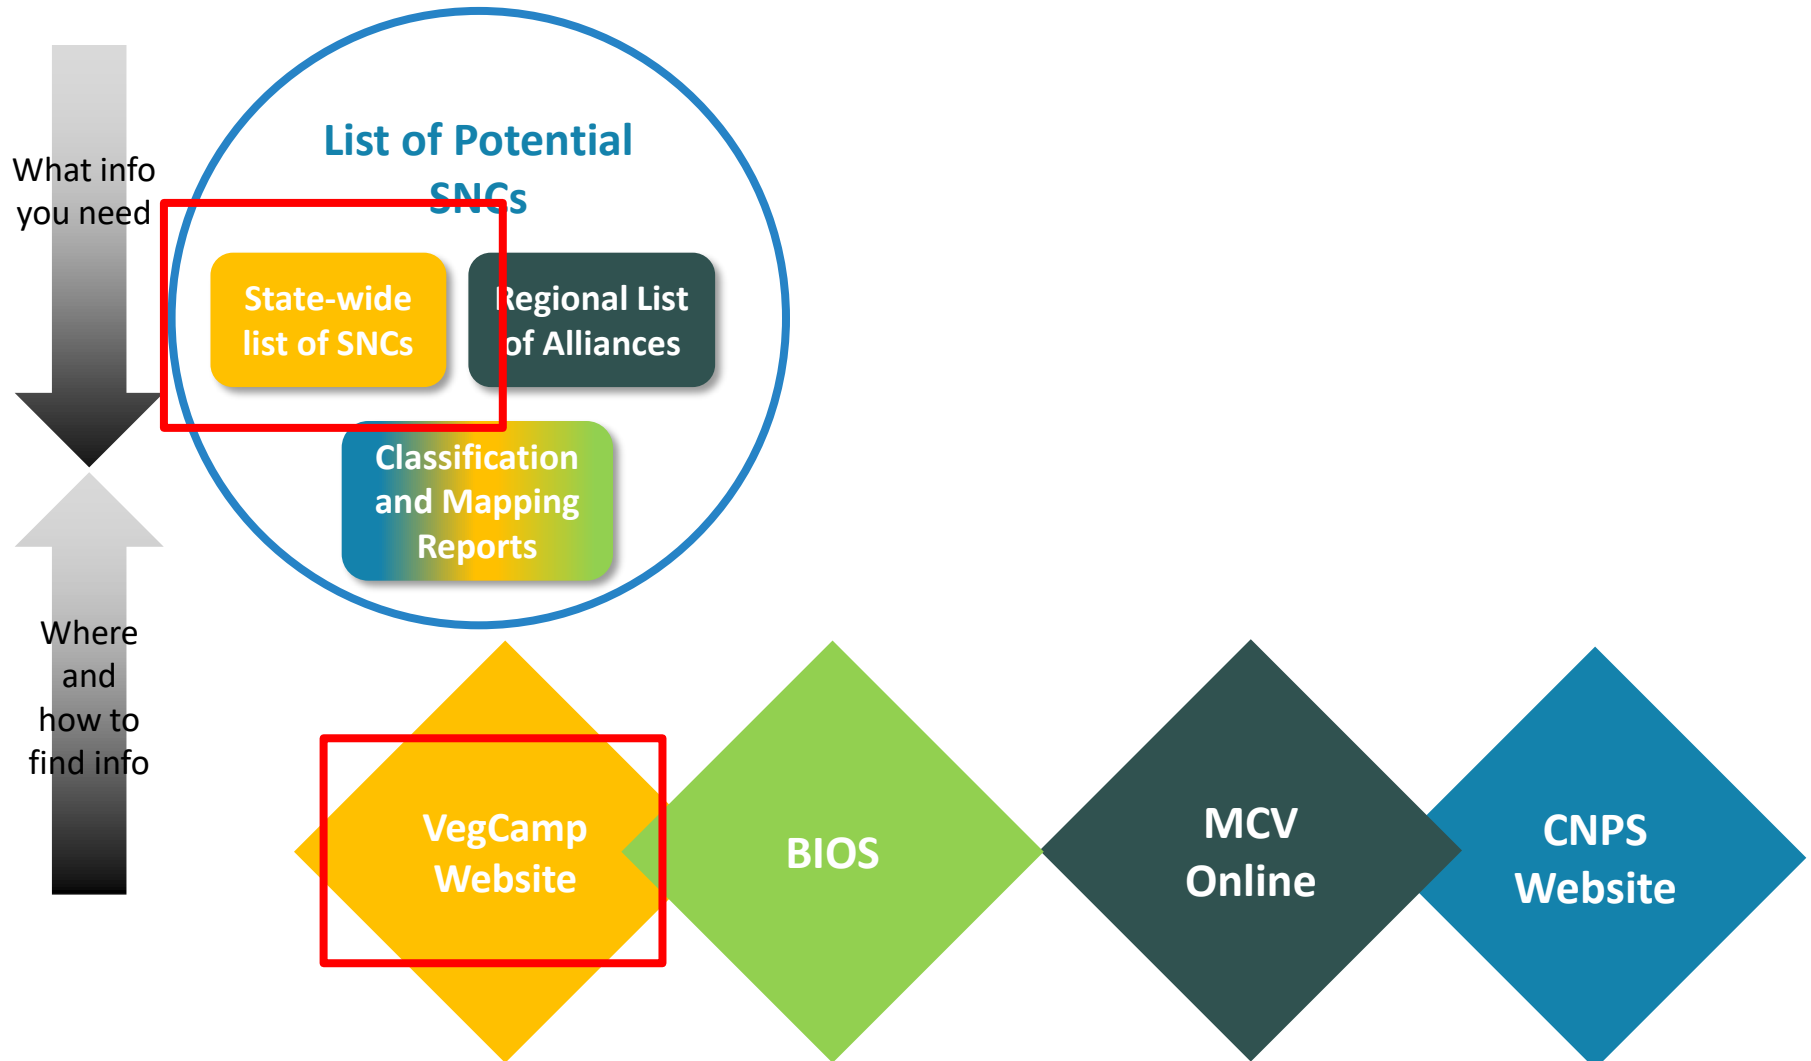 What info
you need
List of Potential
SNCs
State-wide
list of SNCs
Regional List
of Alliances
Classification
and Mapping
Reports
Where
and
how to
find info
VegCamp
Website
BIOS
MCV
Online
CNPS
Website